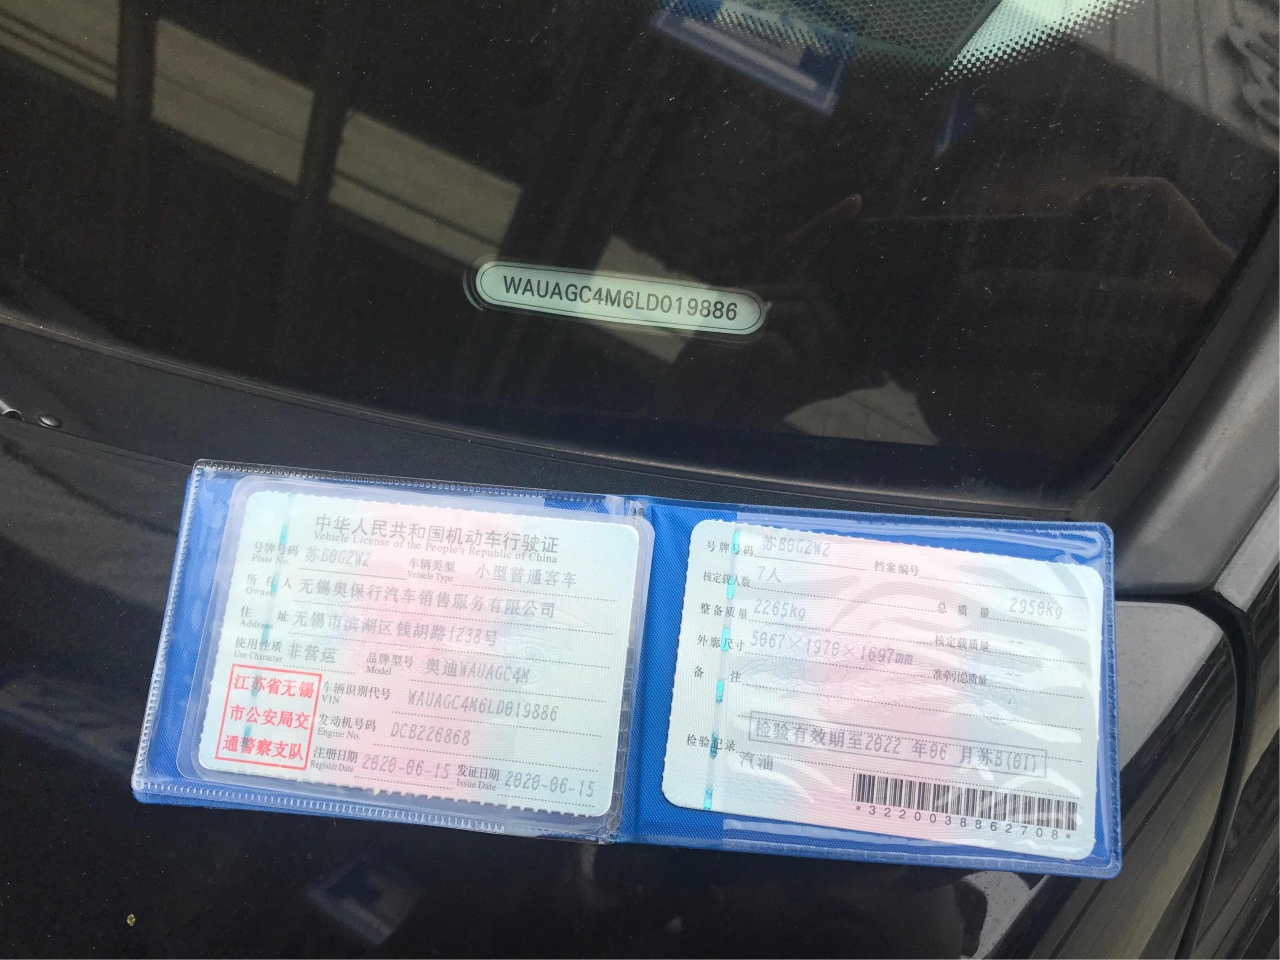 WAUAGC4M6LD019886
中华人民共和国机动车行驶证
Vehicle License of the People's Republic of China
号牌号码 苏B0G2W2 车辆类型 小型普通客车
Plate No. Vehicle Type
所有人 无锡奥保行汽车销售服务有限公司
Owner
住址 无锡市滨湖区钱胡路1238号
Address
使用性质 非营运 品牌型号 奥迪WAUAGC4M
Use Character Model
江苏省无锡
市公安局交
通警察支队
车辆识别代号 WAUAGC4M6LD019886
VIN
发动机号码 DCB226868
Engine No.
注册日期 2020-06-15 发证日期 2020-06-15
Register Date Issue Date
号牌号码 苏B0G2W2 档案编号
核定载人数 7人 总质量 2950kg
整备质量 2265kg 核定载质量 --
外廓尺寸 5067×1970×1697mm 准牵引总质量 --
备注
检验有效期至2022年06月苏B(01)
检验记录
汽油
*3220038862708*